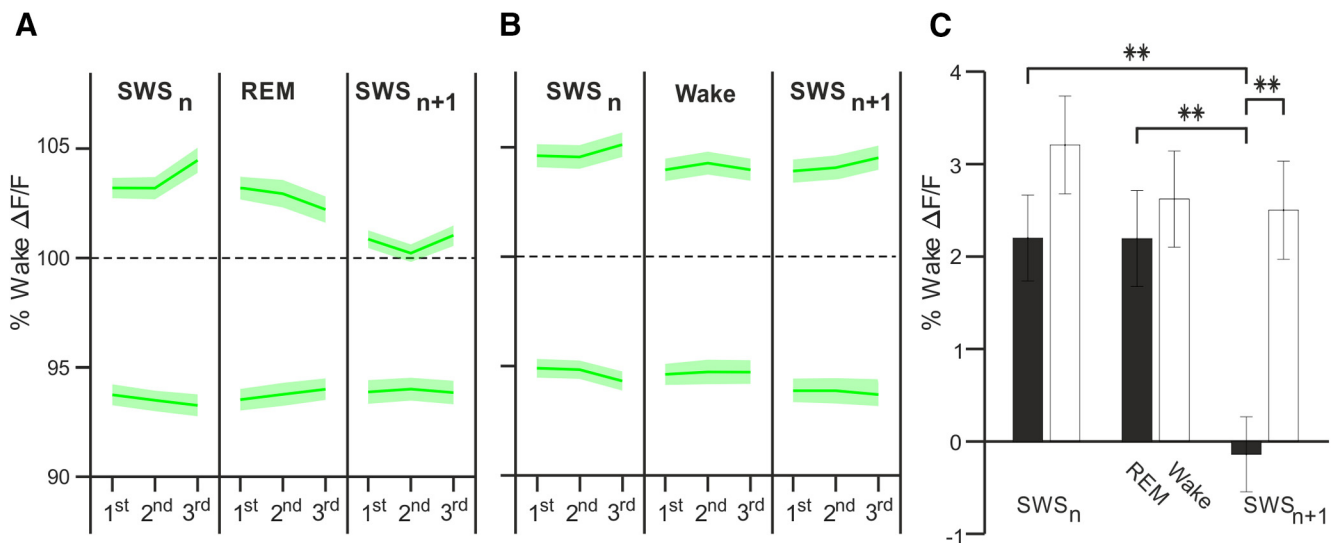 A
B
C
% Wake ΔF/F
105
100
95
90
SWS n
REM
SWS n+1
1st 2nd 3rd
1st 2nd 3rd
1st 2nd 3rd
SWS n
Wake
SWS n+1
1st 2nd 3rd
1st 2nd 3rd
1st 2nd 3rd
% Wake ΔF/F
4
3
2
1
0
-1
**
**
**
SWS n
REM
Wake
SWS n+1